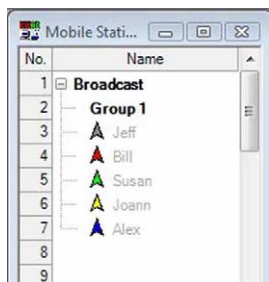 Mobile Stati...
No. Name
1 Broadcast
2 Group 1
3 Jeff
4 Bill
5 Susan
6 Joann
7 Alex
8
9